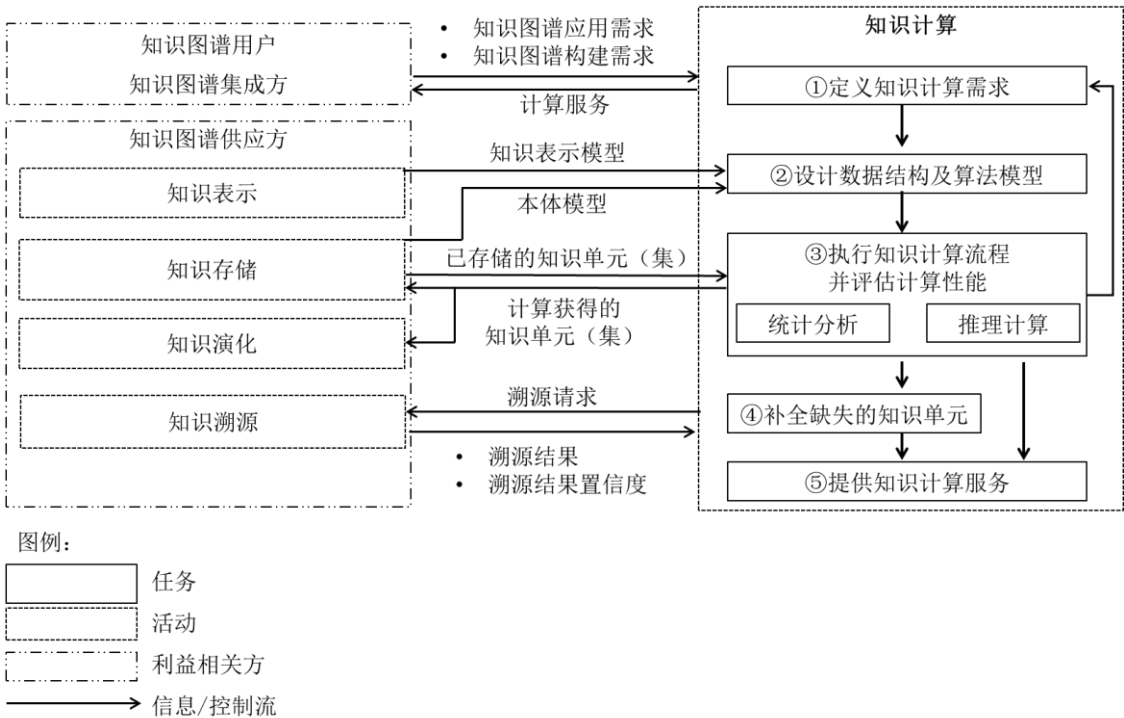 知识图谱用户
知识图谱集成方
• 知识图谱应用需求
• 知识图谱构建需求
计算服务
知识图谱供应方
知识表示
知识存储
知识演化
知识溯源
知识表示模型
本体模型
已存储的知识单元（集）
计算获得的
知识单元（集）
溯源请求
• 溯源结果
• 溯源结果置信度
知识计算
①定义知识计算需求
②设计数据结构及算法模型
③执行知识计算流程
并评估计算性能
统计分析
推理计算
④补全缺失的知识单元
⑤提供知识计算服务
图例：
任务
活动
利益相关方
信息/控制流